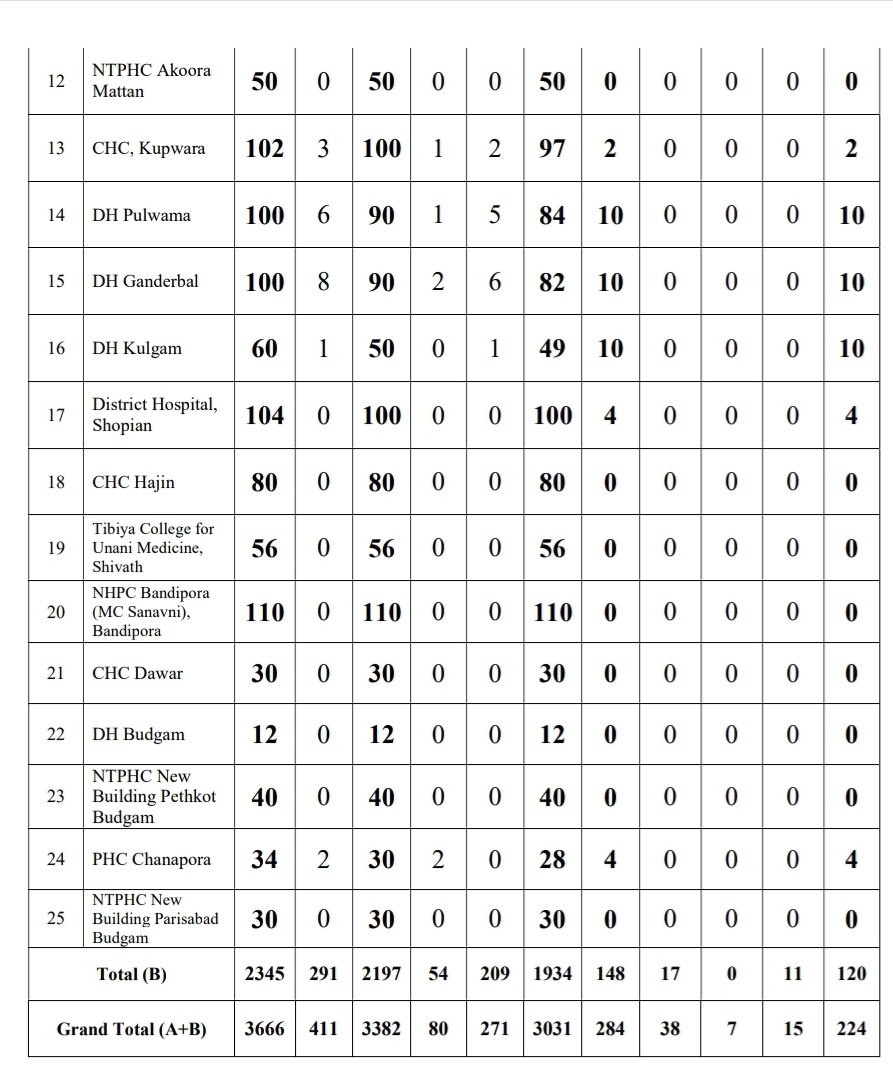 12 NTPHC Akoora Mattan 50 0 50 0 0 50 0 0 0 0 0
13 CHC, Kupwara 102 3 100 1 2 97 2 0 0 0 2
14 DH Pulwama 100 6 90 1 5 84 10 0 0 0 10
15 DH Ganderbal 100 8 90 2 6 82 10 0 0 0 10
16 DH Kulgam 60 1 50 0 1 49 10 0 0 0 10
17 District Hospital, Shopian 104 0 100 0 0 100 4 0 0 0 4
18 CHC Hajin 80 0 80 0 0 80 0 0 0 0 0
19 Tibiya College for Unani Medicine, Shivath 56 0 56 0 0 56 0 0 0 0 0
20 NHPC Bandipora (MC Sanavni), Bandipora 110 0 110 0 0 110 0 0 0 0 0
21 CHC Dawar 30 0 30 0 0 30 0 0 0 0 0
22 DH Budgam 12 0 12 0 0 12 0 0 0 0 0
23 NTPHC New Building Pethkot Budgam 40 0 40 0 0 40 0 0 0 0 0
24 PHC Chanapora 34 2 30 2 0 28 4 0 0 0 4
25 NTPHC New Building Parisabad Budgam 30 0 30 0 0 30 0 0 0 0 0
Total (B) 2345 291 2197 54 209 1934 148 17 0 11 120
Grand Total (A+B) 3666 411 3382 80 271 3031 284 38 7 15 224